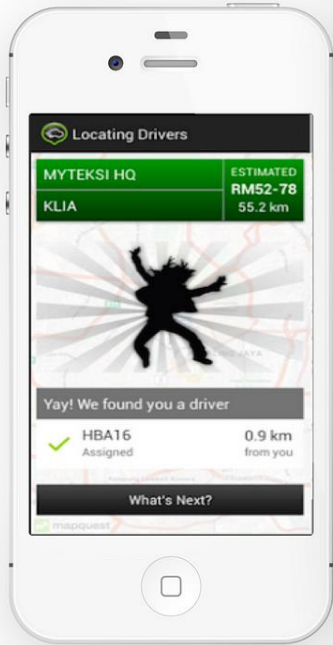 Locating Drivers
MYTEKSI HQ
KLIA
ESTIMATED
RM52-78
55.2 km
JAYA
Yay! We found you a driver
HBA16
Assigned
0.9 km
from you
What's Next?
mapquest